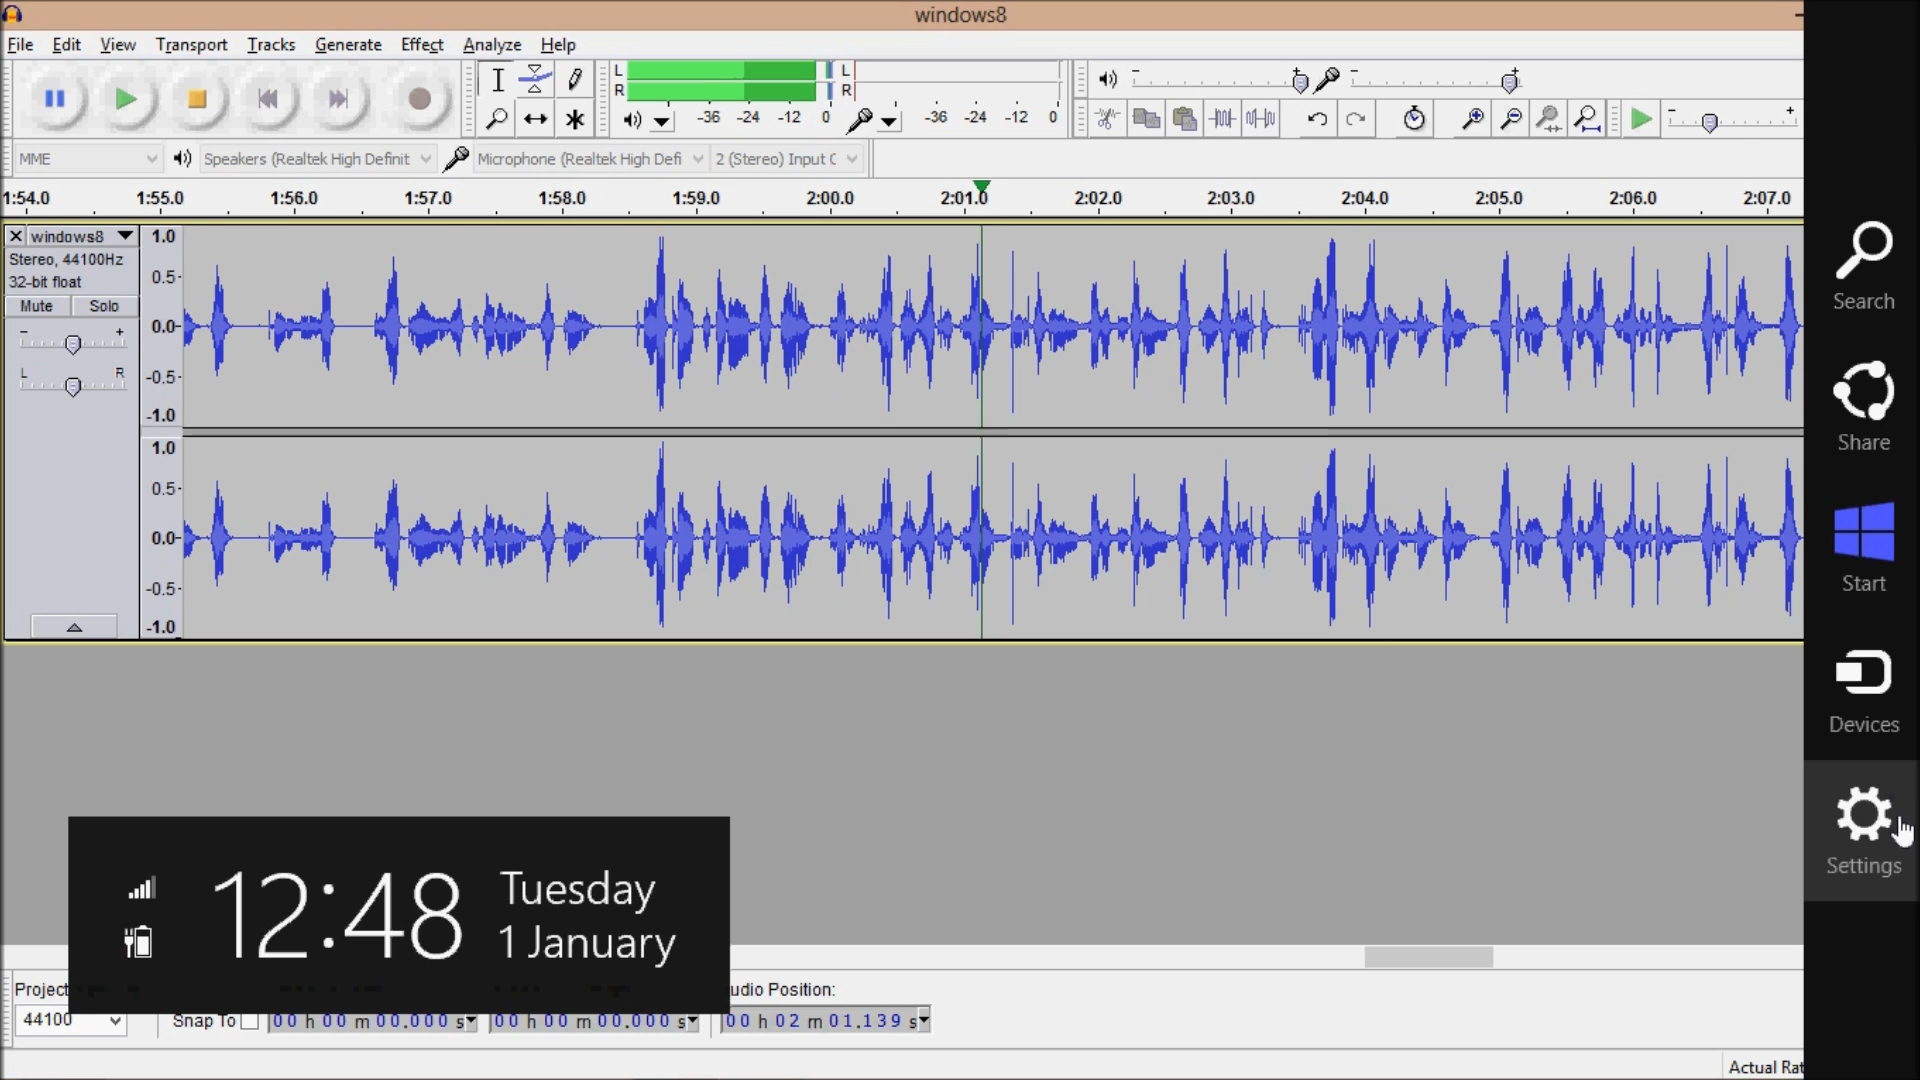 windows8
File Edit View Transport Tracks Generate Effect Analyze Help
L
R
-36 -24 -12 0
L
R
-36 -24 -12 0
MME
Speakers (Realtek High Definit
Microphone (Realtek High Defi
2 (Stereo) Input C
1:54.0 1:55.0 1:56.0 1:57.0 1:58.0 1:59.0 2:00.0 2:01.0 2:02.0 2:03.0 2:04.0 2:05.0 2:06.0 2:07.0
windows8
Stereo, 44100Hz
32-bit float
Mute Solo
- +
L R
1.0
0.5
0.0
-0.5
-1.0
1.0
0.5
0.0
-0.5
-1.0
Search
Share
Start
Devices
Settings
12:48
Tuesday
1 January
Project
udio Position:
44100
Snap To
00 h 00 m 00.000 s
00 h 00 m 00.000 s
00 h 02 m 01.139 s
Actual Rat